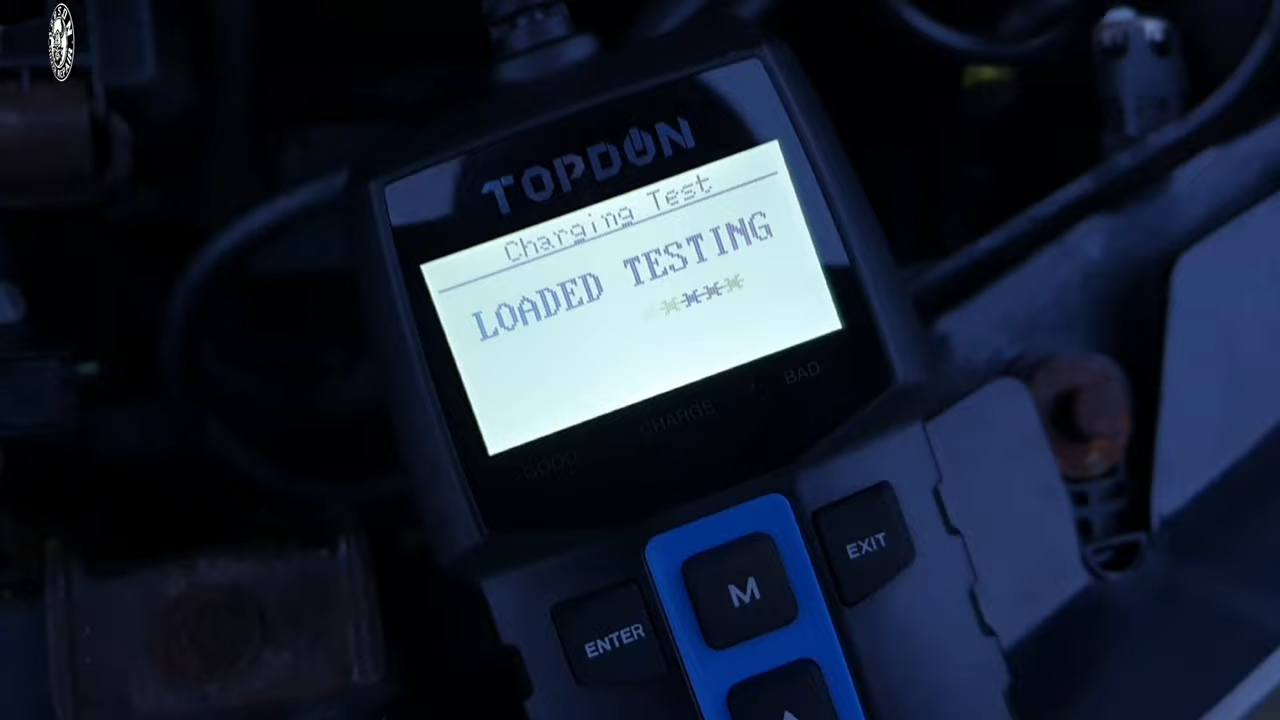 TOPDON
Charging Test
LOADED TESTING
GOOD
CHARGE
BAD
EXIT
M
ENTER